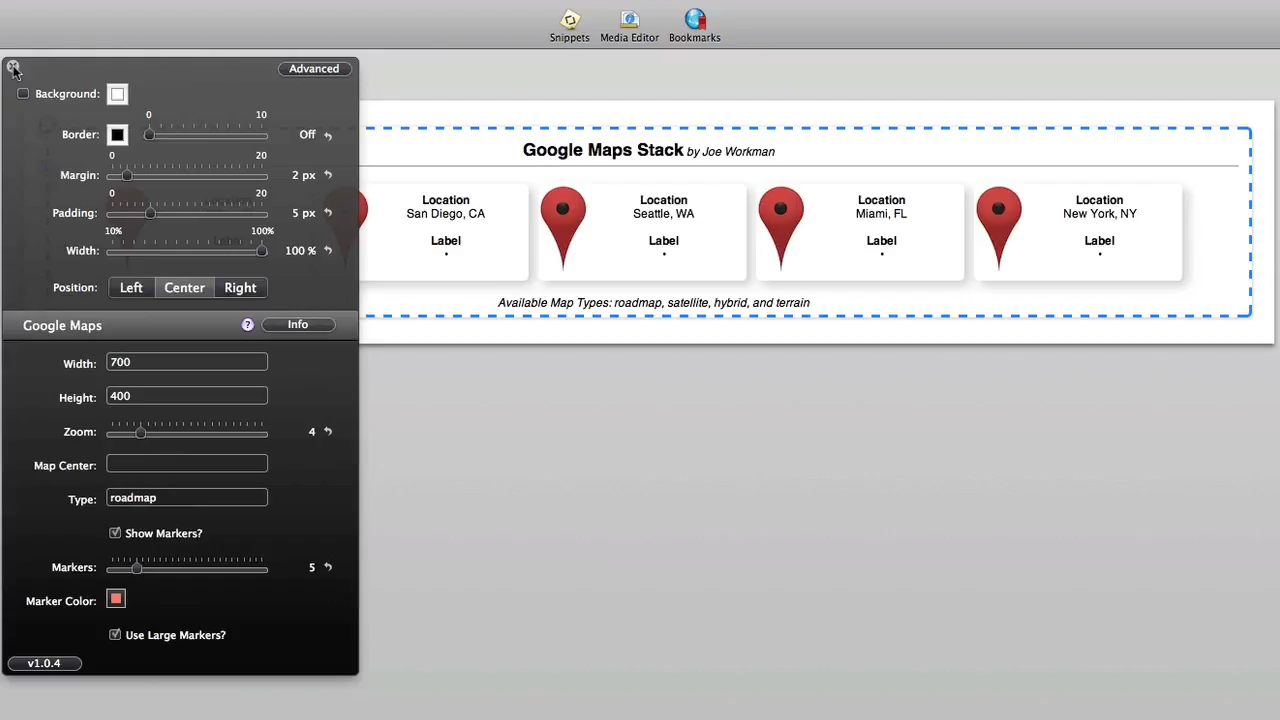 Snippets Media Editor Bookmarks
Advanced
Background:
0 10
Border: Off
0 20
Margin: 2 px
0 20
Padding: 5 px
10% 100%
Width: 100 %
Position: Left Center Right
Google Maps ? Info
Width: 700
Height: 400
Zoom: 4
Map Center:
Type: roadmap
Show Markers?
Markers: 5
Marker Color:
Use Large Markers?
v1.0.4
Google Maps Stack by Joe Workman
Location Location Location Location
San Diego, CA Seattle, WA Miami, FL New York, NY
Label Label Label Label
Available Map Types: roadmap, satellite, hybrid, and terrain